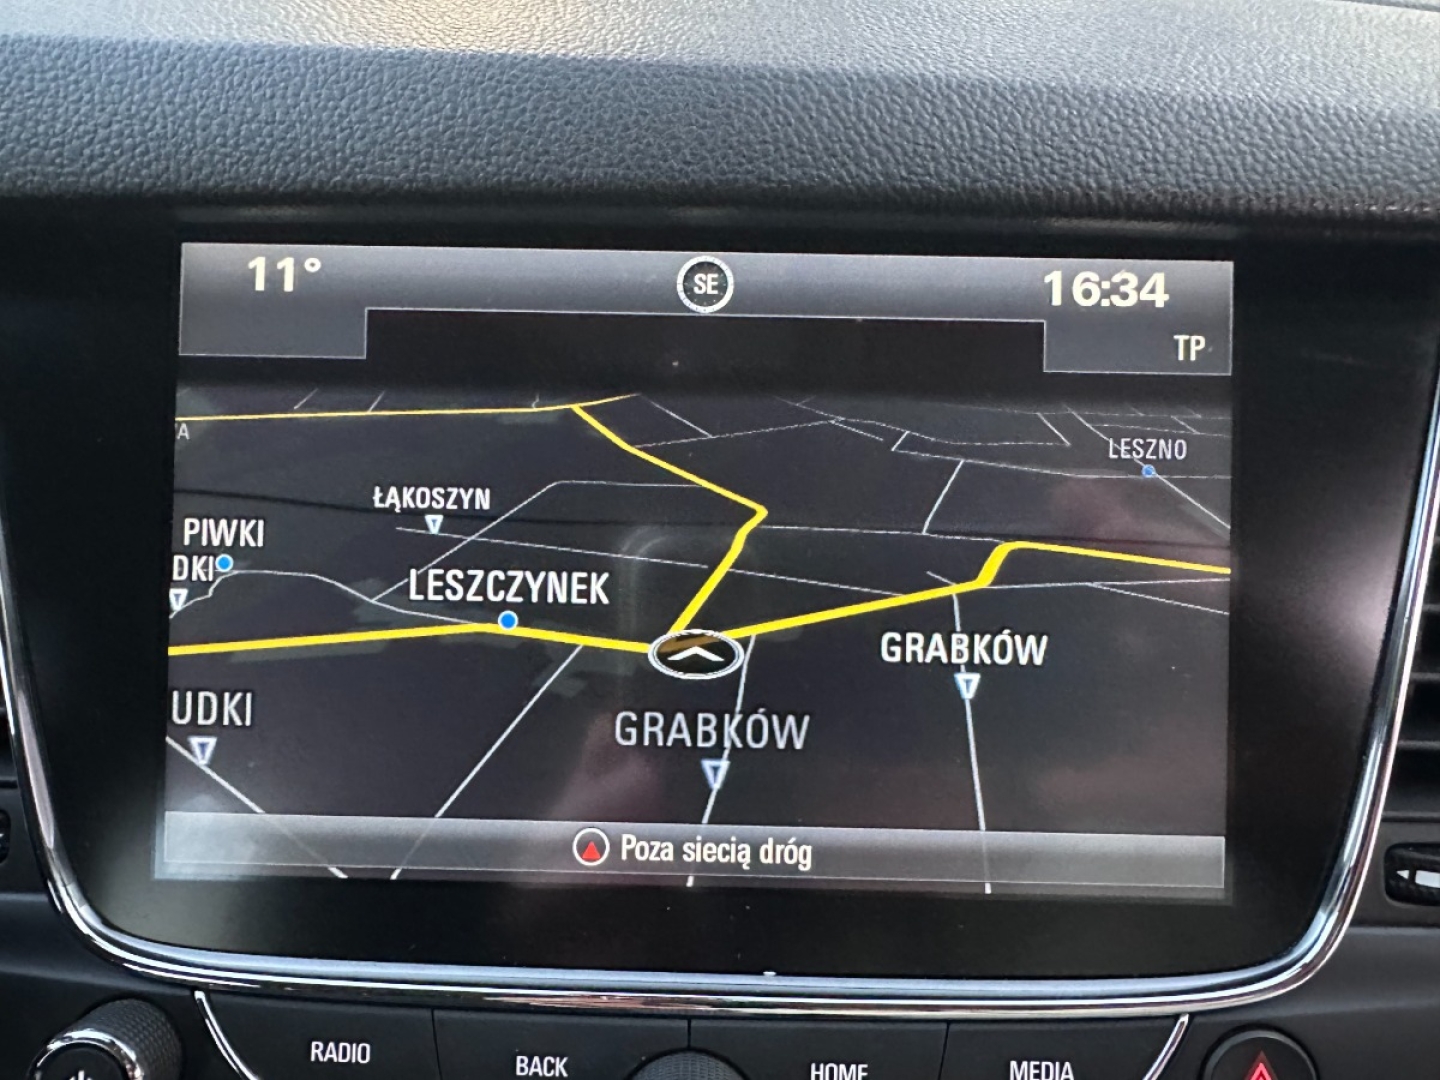 11°
SE
16:34
TP
A
LESZNO
ŁĄKOSZYN
PIWKI
DKI
LESZCZYNEK
GRABKÓW
UDKI
GRABKÓW
Poza siecią dróg
RADIO
BACK
HOME
MEDIA